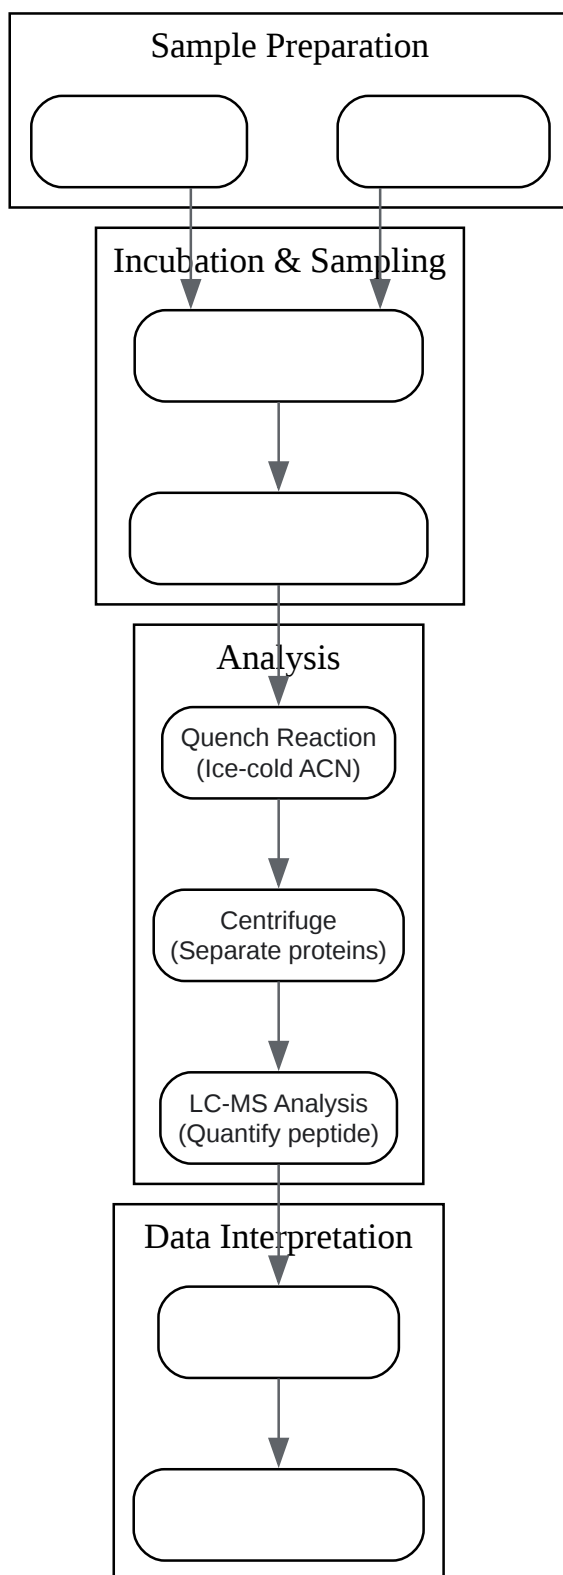 Sample Preparation
Incubation & Sampling
Analysis
Quench Reaction
(Ice-cold ACN)
Centrifuge
(Separate proteins)
LC-MS Analysis
(Quantify peptide)
Data Interpretation